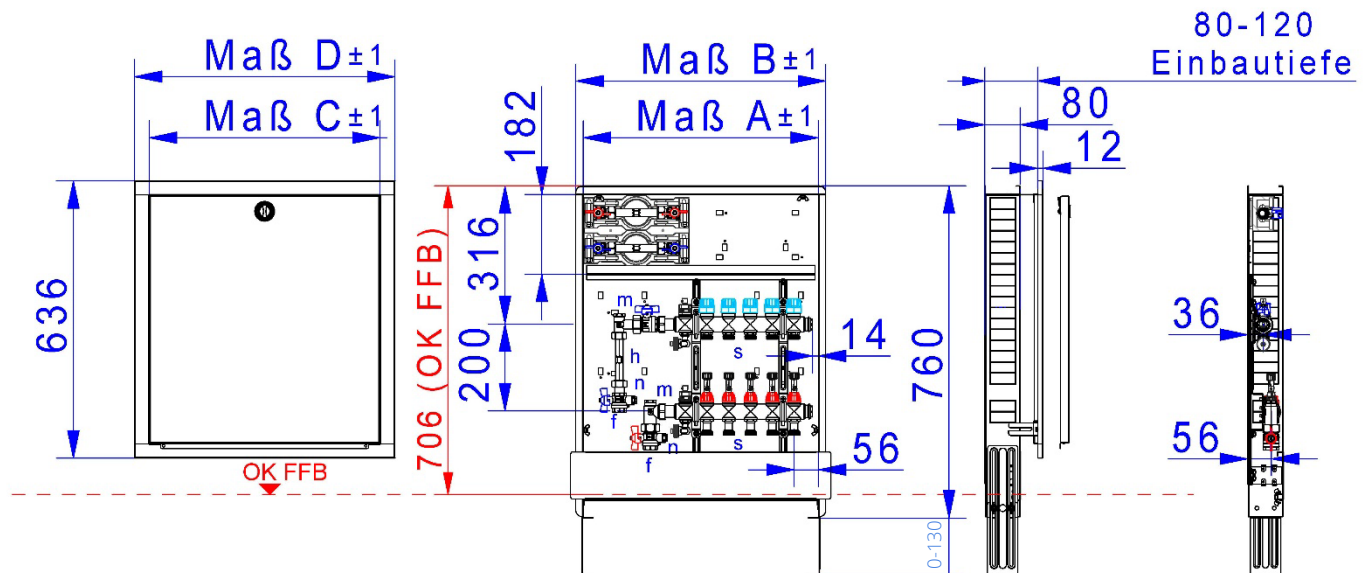 80-120
Einbautiefe
Maß D±1
Maß B±1
Maß C±1
Maß A±1
182
80
12
636
706 (OK FFB)
316
200
m
h
n
m
s
f
n
f
s
14
56
760
0-130
36
56
OK FFB